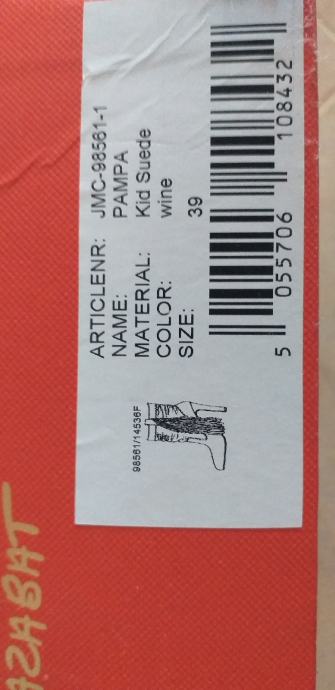 ARTICLENR: JMC-98561-1
NAME: PAMPA
MATERIAL: Kid Suede
COLOR: wine
SIZE: 39
5 055706 108432
98561/14536F